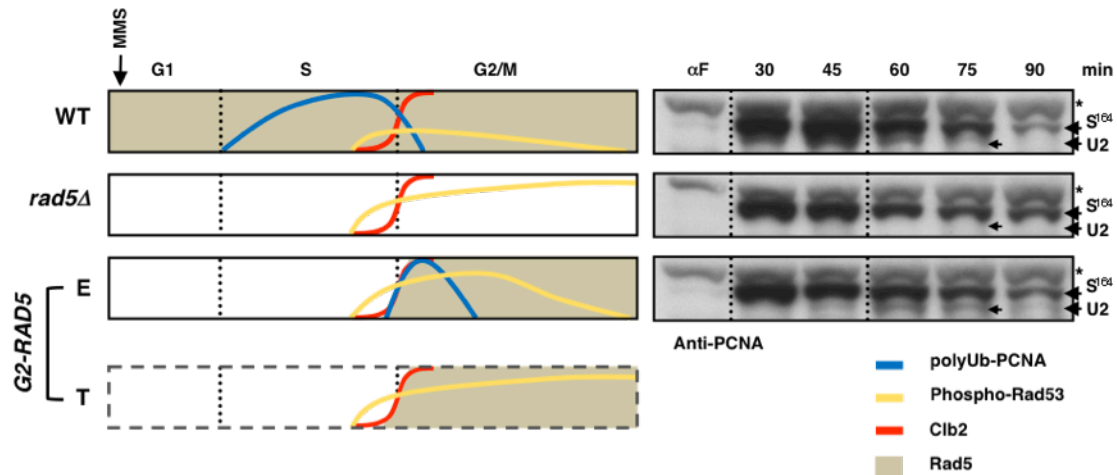 MMS
G1 S G2/M
αF 30 45 60 75 90 min
WT
*
S164
U2
rad5Δ
*
S164
U2
G2-RAD5
E
*
S164
U2
T
Anti-PCNA
polyUb-PCNA
Phospho-Rad53
Clb2
Rad5